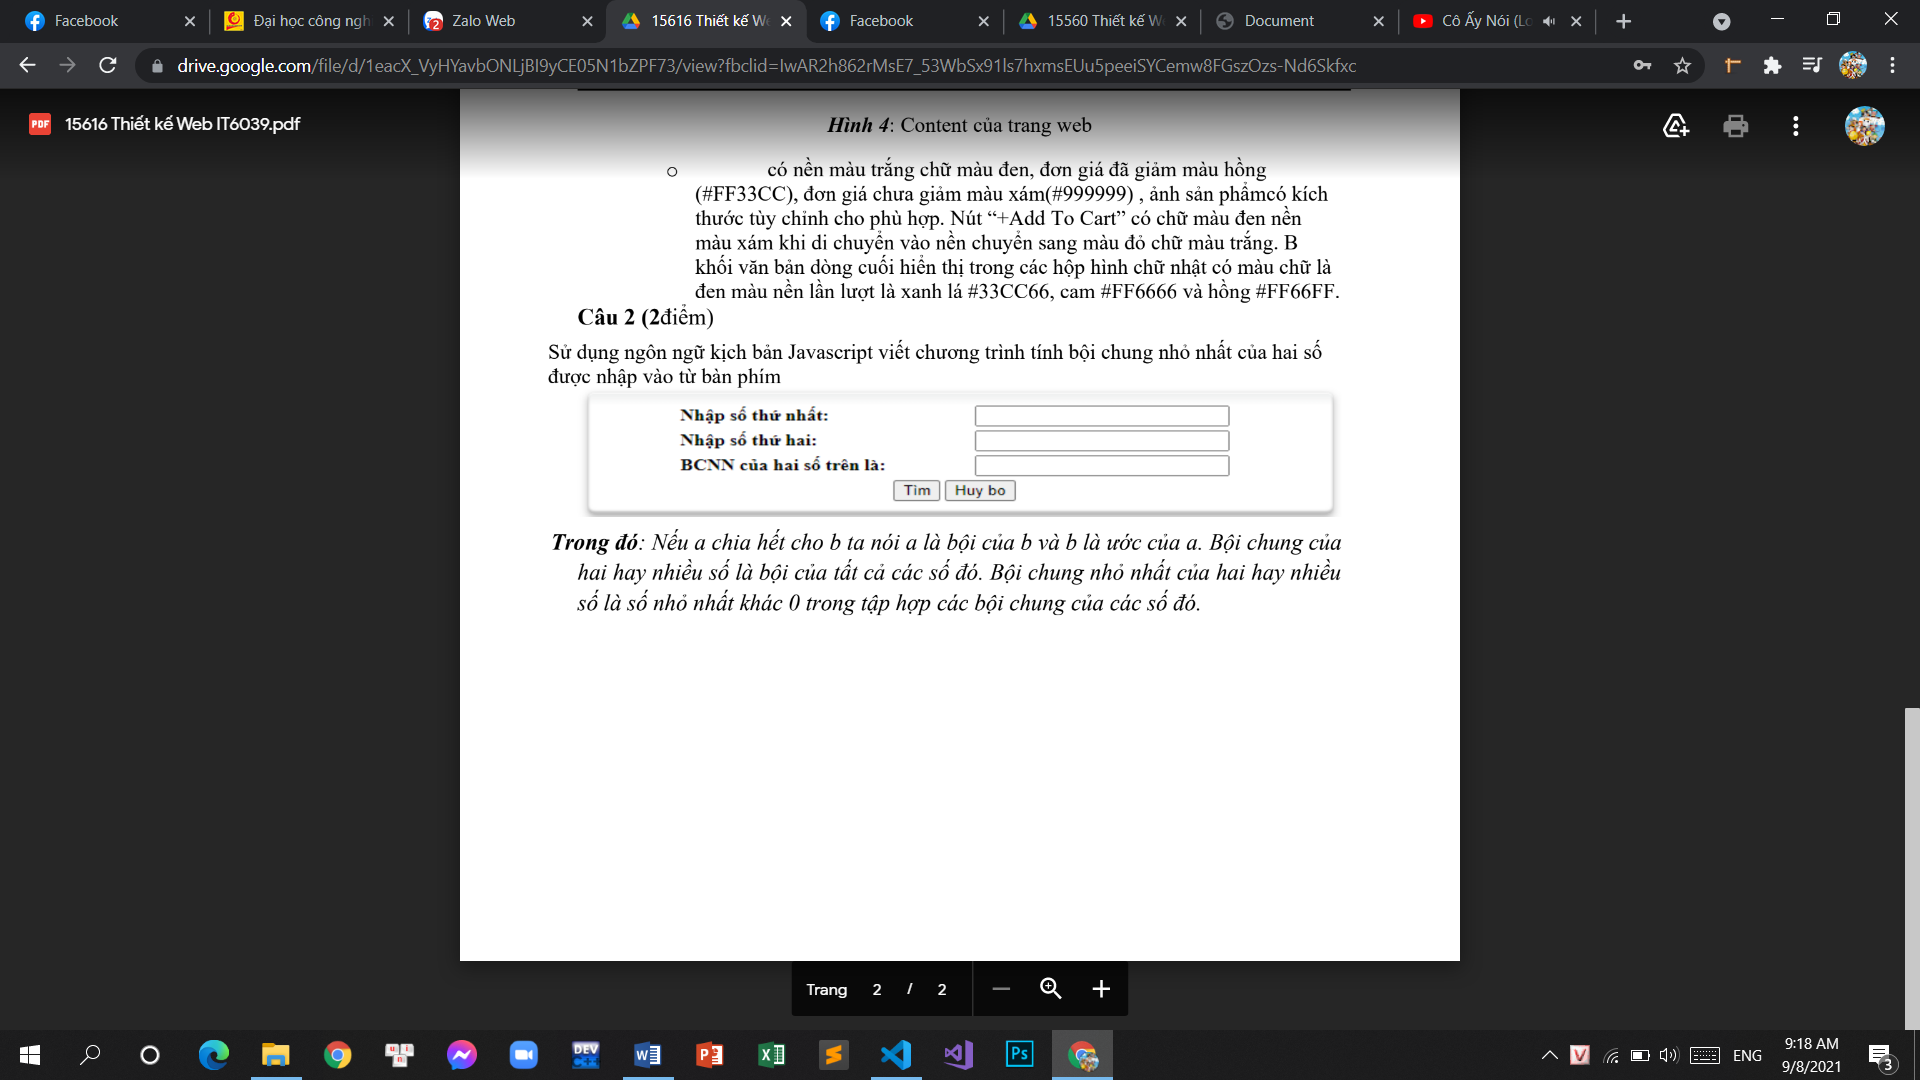 Facebook
Đại học công ngh
Zalo Web
15616 Thiết kế We
Facebook
15560 Thiết kế W
Document
Cô Ấy Nói (Lo
drive.google.com/file/d/1eacX_VyHYavbONLjBI9yCE05N1bZPF73/view?fbclid=IwAR2h862rMsE7_53WbSx91ls7hxmsEUu5peeiSYCemw8FGszOzs-Nd6Skfxc
PDF 15616 Thiết kế Web IT6039.pdf
Hình 4: Content của trang web
o có nền màu trắng chữ màu đen, đơn giá đã giảm màu hồng
(#FF33CC), đơn giá chưa giảm màu xám(#999999) , ảnh sản phẩmcó kích
thước tùy chỉnh cho phù hợp. Nút “+Add To Cart” có chữ màu đen nền
màu xám khi di chuyển vào nền chuyển sang màu đỏ chữ màu trắng. B
khối văn bản dòng cuối hiển thị trong các hộp hình chữ nhật có màu chữ là
đen màu nền lần lượt là xanh lá #33CC66, cam #FF6666 và hồng #FF66FF.
Câu 2 (2điểm)
Sử dụng ngôn ngữ kịch bản Javascript viết chương trình tính bội chung nhỏ nhất của hai số
được nhập vào từ bàn phím
Nhập số thứ nhất:
Nhập số thứ hai:
BCNN của hai số trên là:
Tim Huy bo
Trong đó: Nếu a chia hết cho b ta nói a là bội của b và b là ước của a. Bội chung của
hai hay nhiều số là bội của tất cả các số đó. Bội chung nhỏ nhất của hai hay nhiều
số là số nhỏ nhất khác 0 trong tập hợp các bội chung của các số đó.
Trang 2 / 2
DEV C++
Ps
ENG
9:18 AM
9/8/2021
3